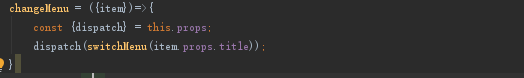 changeMenu = ({item})=>{
const {dispatch} = this.props;
dispatch(switchMenu(item.props.title));
}